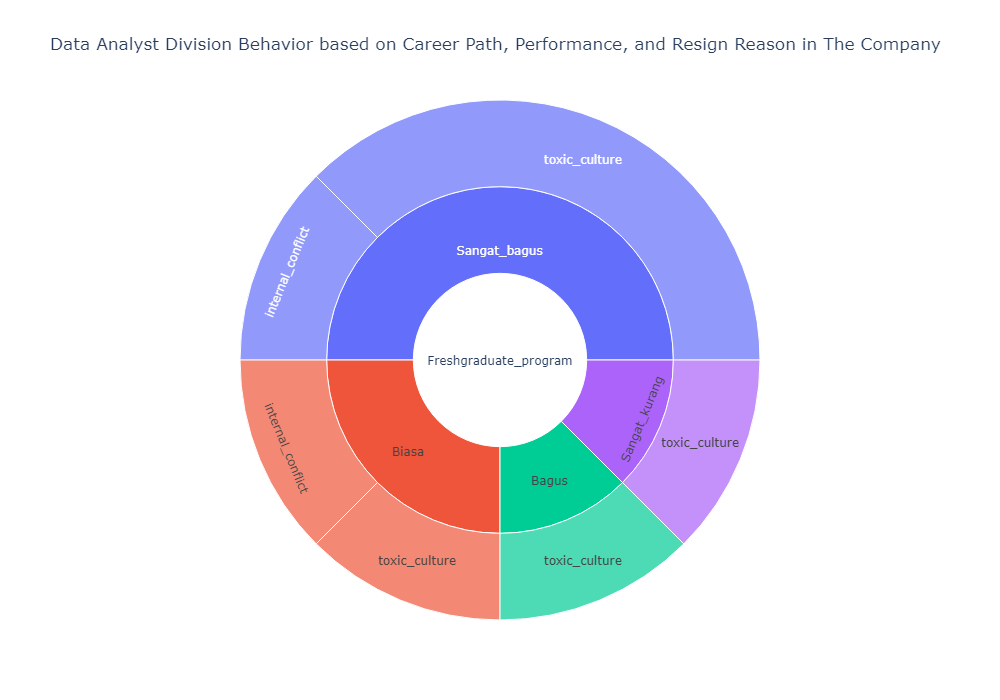 Data Analyst Division Behavior based on Career Path, Performance, and Resign Reason in The Company
toxic_culture
internal_conflict
Sangat_bagus
Freshgraduate_program
Sangat_kurang
toxic_culture
internal_conflict
Biasa
Bagus
toxic_culture
toxic_culture